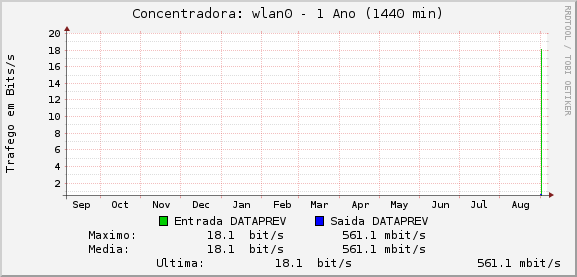 Concentradora: wlan0 - 1 Ano (1440 min)
RRDTOOL / TOBI OETIKER
Trafego em Bits/s
20
18
16
14
12
10
8
6
4
2
Sep Oct Nov Dec Jan Feb Mar Apr May Jun Jul Aug
Entrada DATAPREV Saida DATAPREV
Maximo: 18.1 bit/s 561.1 mbit/s
Media: 18.1 bit/s 561.1 mbit/s
Ultima: 18.1 bit/s 561.1 mbit/s